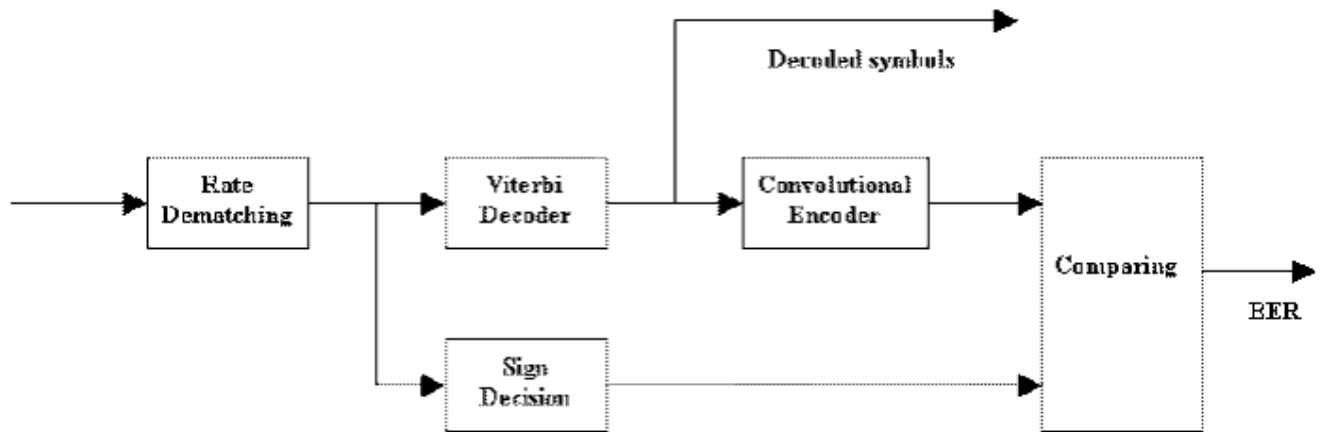 Decoded symbols
Rate
Dematching
Viterbi
Decoder
Convolutional
Encoder
Comparing
BER
Sign
Decision